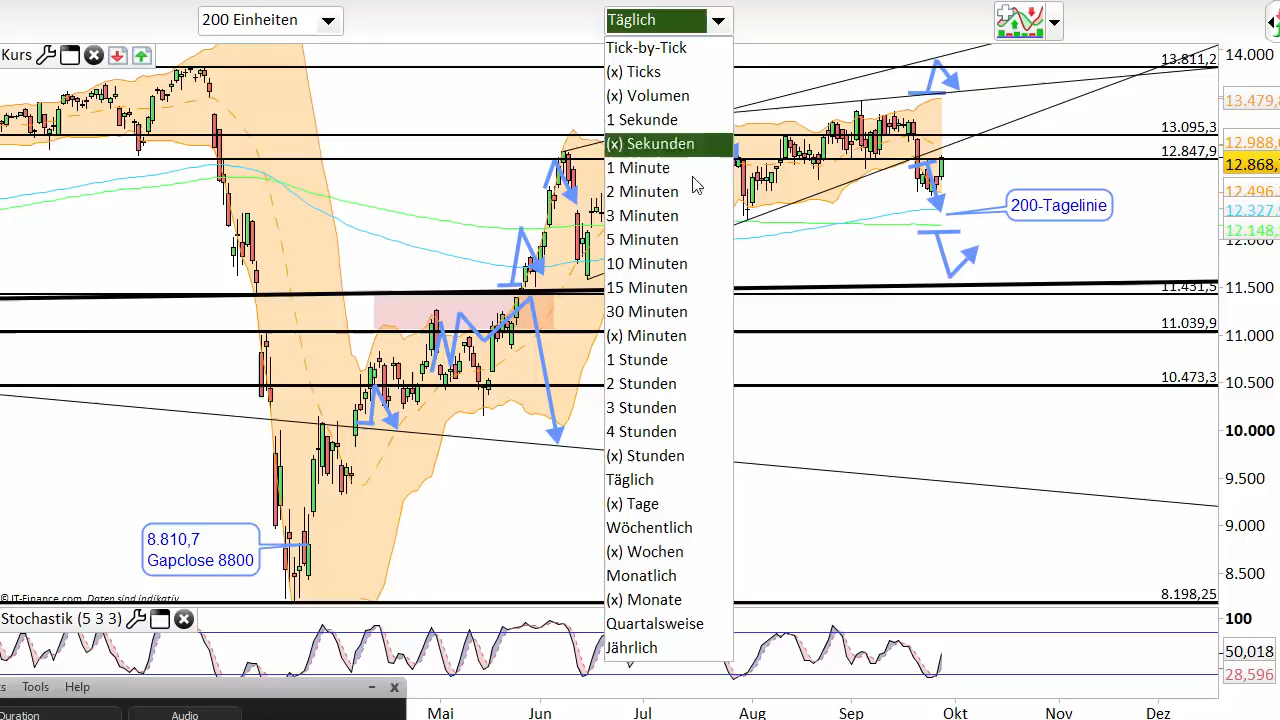 200 Einheiten
Täglich
Kurs
Tick-by-Tick
(x) Ticks
(x) Volumen
1 Sekunde
(x) Sekunden
1 Minute
2 Minuten
3 Minuten
5 Minuten
10 Minuten
15 Minuten
30 Minuten
(x) Minuten
1 Stunde
2 Stunden
3 Stunden
4 Stunden
(x) Stunden
Täglich
(x) Tage
Wöchentlich
(x) Wochen
Monatlich
(x) Monate
Quartalsweise
Jährlich
200-Tagelinie
8.810,7
Gapclose 8800
13.811,2
13.095,3
12.847,9
11.431,5
11.039,9
10.473,3
8.198,25
14.000
13.479,
12.988,
12.868,
12.496,
12.327,
12.148,
11.500
11.000
10.500
10.000
9.500
9.000
8.500
© IT-Finance.com Daten sind indikativ
Stochastik (5 3 3)
100
50,018
28,596
Tools Help
Duration
Audio
Mai Jun Jul Aug Sep Okt Nov Dez